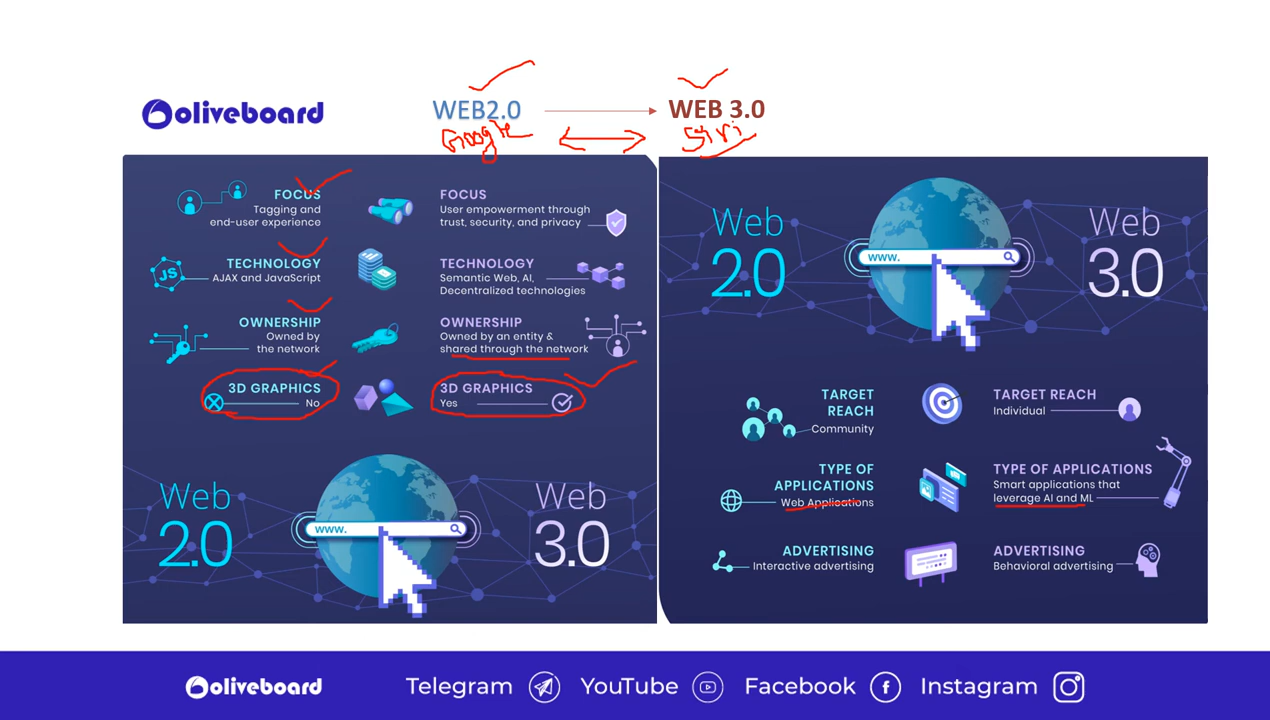 oliveboard
WEB2.0
WEB 3.0
Google
Siri
FOCUS
Tagging and
end-user experience
FOCUS
User empowerment through
trust, security, and privacy
JS
TECHNOLOGY
AJAX and JavaScript
TECHNOLOGY
Semantic Web, AI,
Decentralized technologies
OWNERSHIP
Owned by
the network
OWNERSHIP
Owned by an entity &
shared through the network
3D GRAPHICS
No
3D GRAPHICS
Yes
Web
2.0
www.
Web
3.0
Web
2.0
www.
Web
3.0
TARGET
REACH
Community
TARGET REACH
Individual
TYPE OF
APPLICATIONS
Web Applications
TYPE OF APPLICATIONS
Smart applications that
leverage AI and ML
ADVERTISING
Interactive advertising
ADVERTISING
Behavioral advertising
oliveboard
Telegram
YouTube
Facebook
f
Instagram